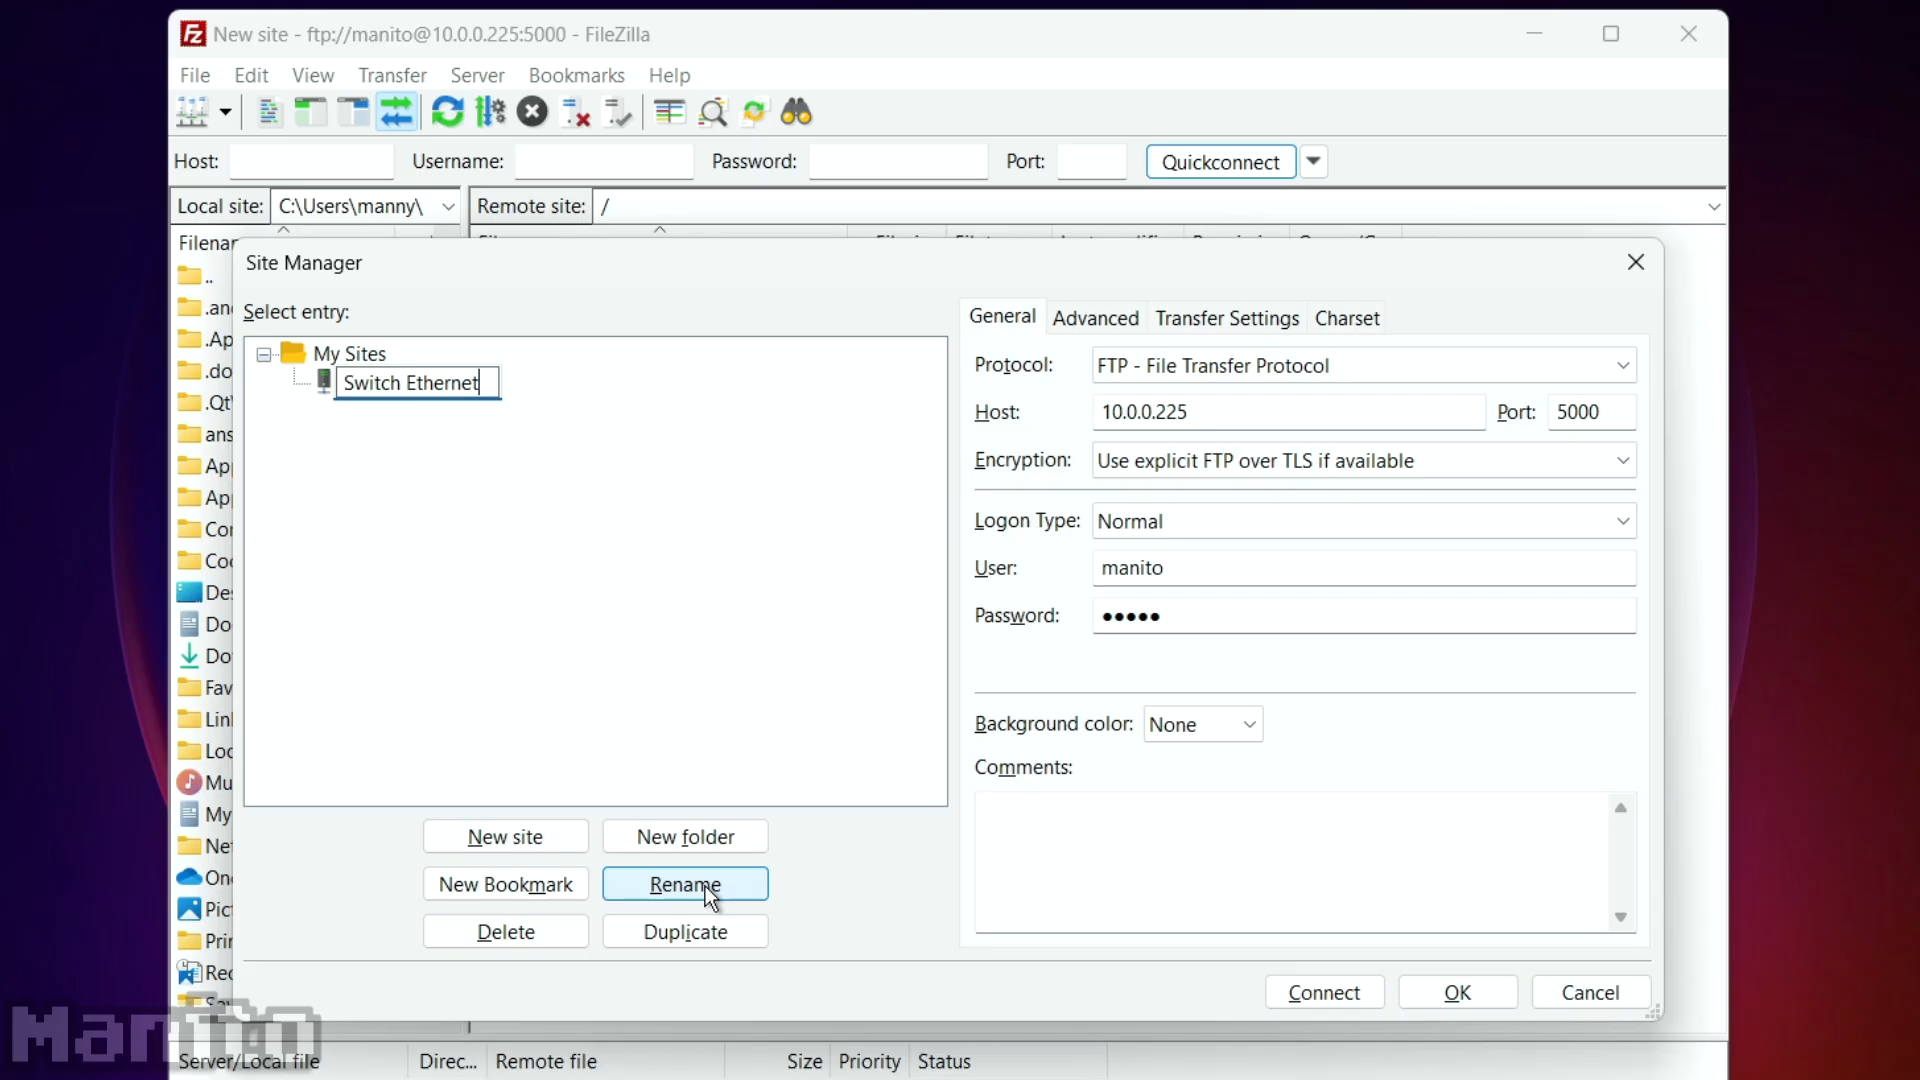 New site - ftp://manito@10.0.0.225:5000 - FileZilla
File Edit View Transfer Server Bookmarks Help
Host: Username: Password: Port: Quickconnect
Local site: C:\Users\manny\ Remote site: /
Site Manager
Select entry:
My Sites
Switch Ethernet
New site New folder
New Bookmark Rename
Delete Duplicate
General Advanced Transfer Settings Charset
Protocol: FTP - File Transfer Protocol
Host: 10.0.0.225 Port: 5000
Encryption: Use explicit FTP over TLS if available
Logon Type: Normal
User: manito
Password: •••••
Background color: None
Comments:
Connect OK Cancel
Manito
Server/Local file Direc... Remote file Size Priority Status